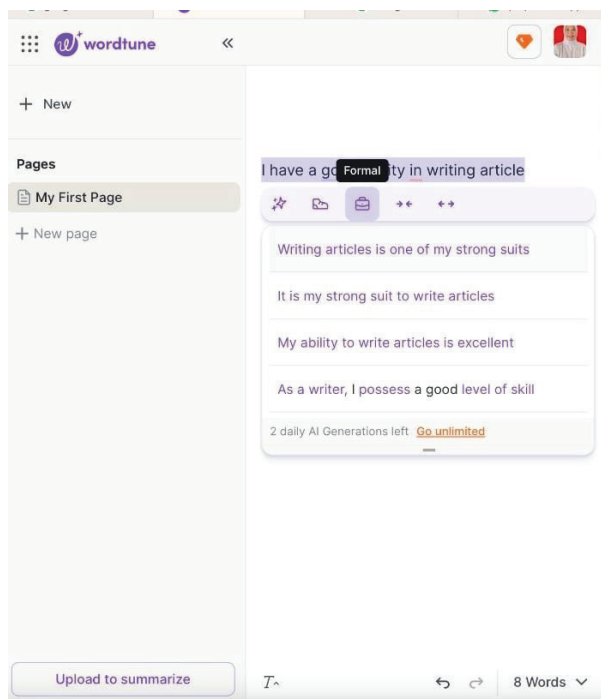 wordtune
+ New
Pages
My First Page
+ New page
I have a Formal in writing article
Writing articles is one of my strong suits
It is my strong suit to write articles
My ability to write articles is excellent
As a writer, I possess a good level of skill
2 daily AI Generations left Go unlimited
Upload to summarize
8 Words